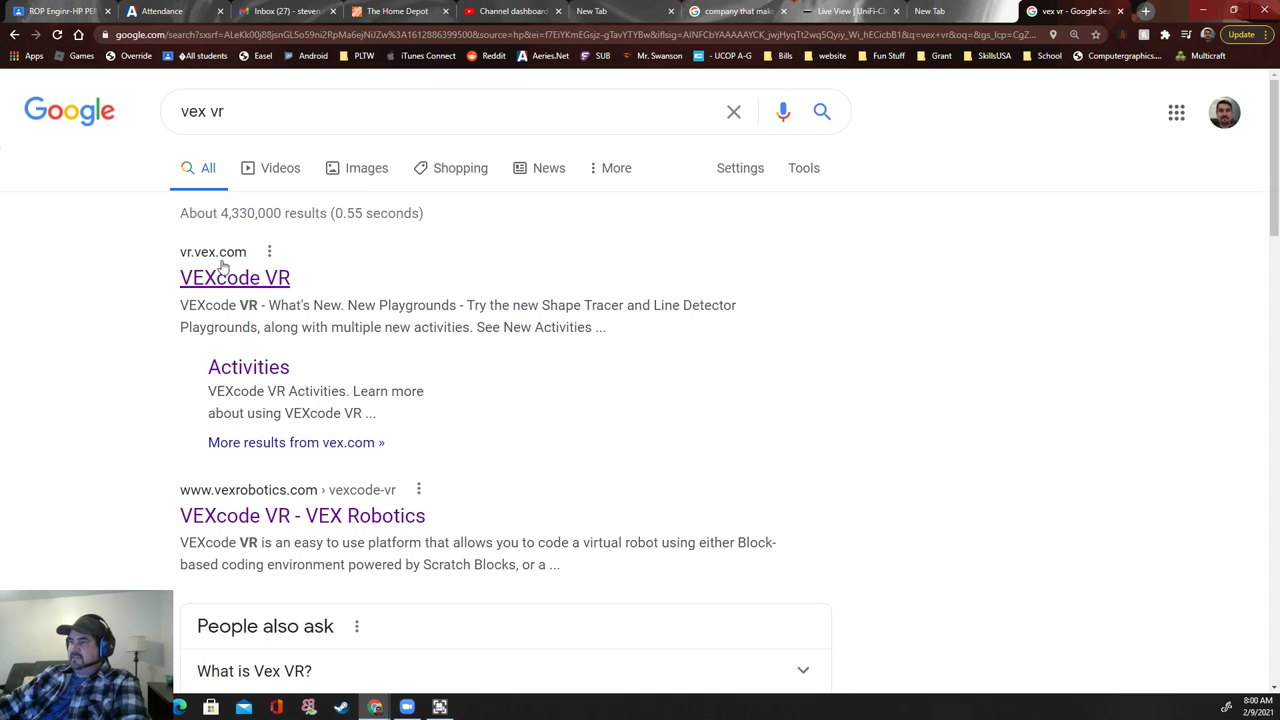 ROP Engin-HP PER
Attendance
Inbox (21) - steven
The Home Depot
Channel dashboard
New Tab
company that make
Live View | UniFi-Cl
New Tab
vex vr - Google Sea
Update
Apps
Games
Override
All students
Easel
Android
PLTW
iTunes Connect
Reddit
Aeries.Net
SUB
Mr. Swanson
- UCOP A-G
Bills
website
Fun Stuff
Grant
SkillsUSA
School
Computergraphics...
Multicraft
Google
vex vr
All
Videos
Images
Shopping
News
More
Settings
Tools
About 4,330,000 results (0.55 seconds)
vr.vex.com
VEXcode VR
VEXcode VR - What's New. New Playgrounds - Try the new Shape Tracer and Line Detector
Playgrounds, along with multiple new activities. See New Activities ...
Activities
VEXcode VR Activities. Learn more
about using VEXcode VR ...
More results from vex.com »
www.vexrobotics.com › vexcode-vr
VEXcode VR - VEX Robotics
VEXcode VR is an easy to use platform that allows you to code a virtual robot using either Block-
based coding environment powered by Scratch Blocks, or a ...
People also ask
What is Vex VR?
8:00 AM
2/9/2021